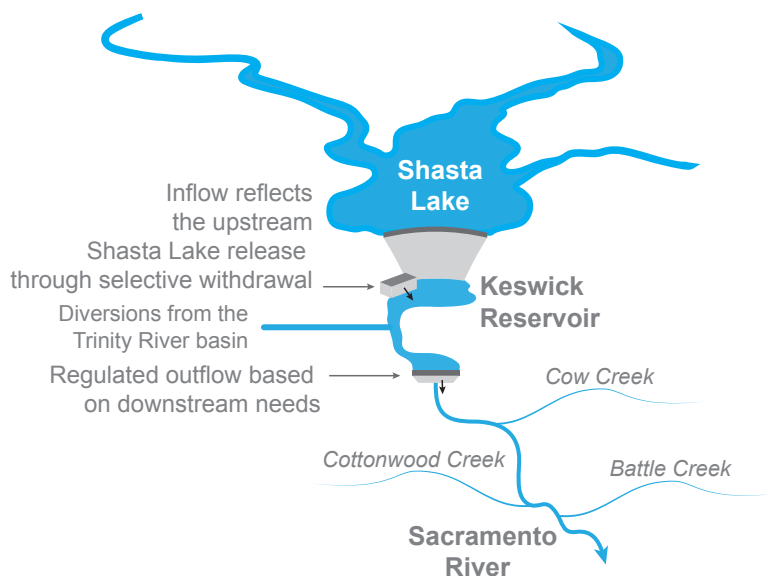 Shasta
Lake
Inflow reflects
the upstream
Shasta Lake release
through selective withdrawal
Keswick
Reservoir
Diversions from the
Trinity River basin
Regulated outflow based
on downstream needs
Cow Creek
Cottonwood Creek
Battle Creek
Sacramento
River